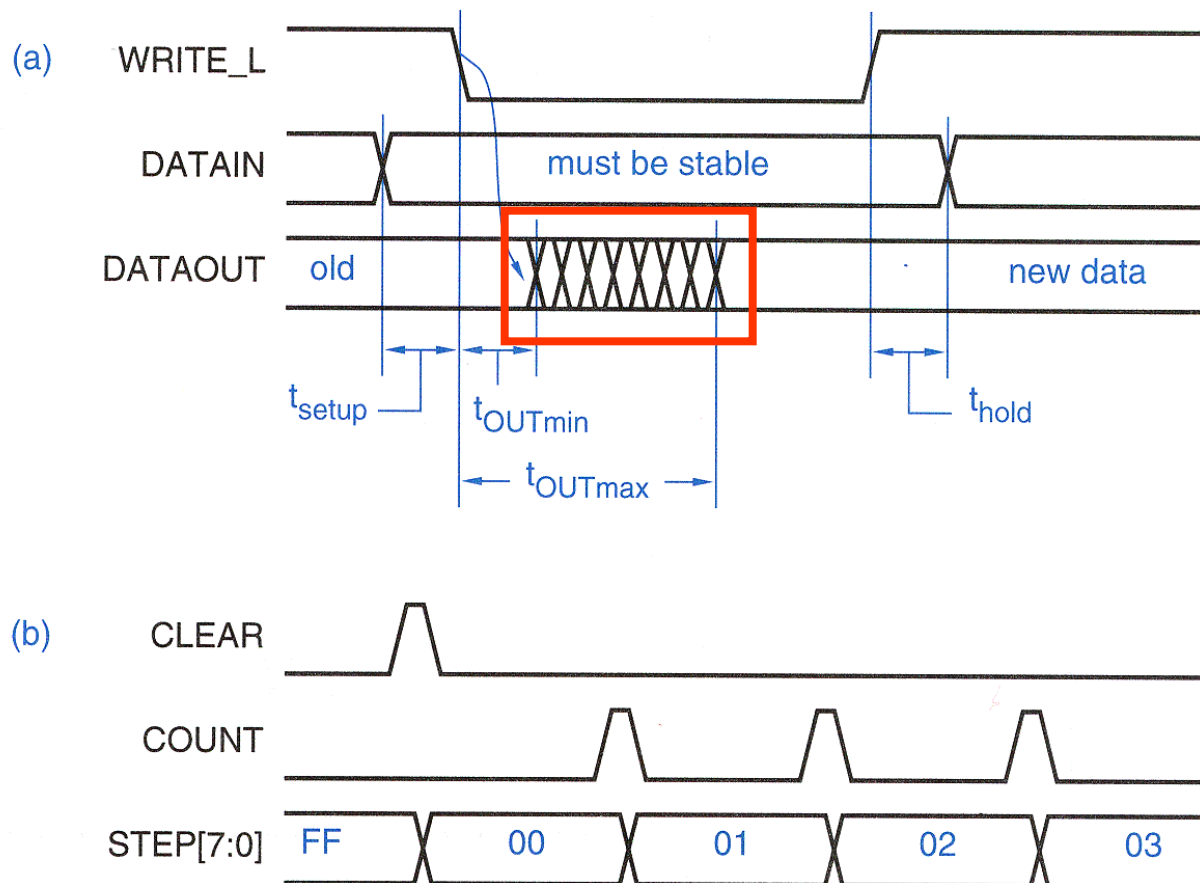 (a) WRITE_L
DATAIN must be stable
DATAOUT old new data
tsetup tOUTmin thold
tOUTmax
(b) CLEAR
COUNT
STEP[7:0] FF 00 01 02 03